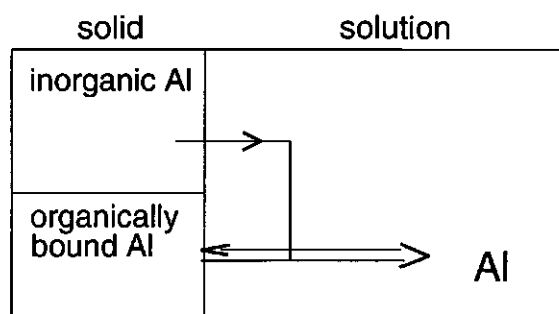 solid
solution
inorganic Al
organically
bound Al
Al